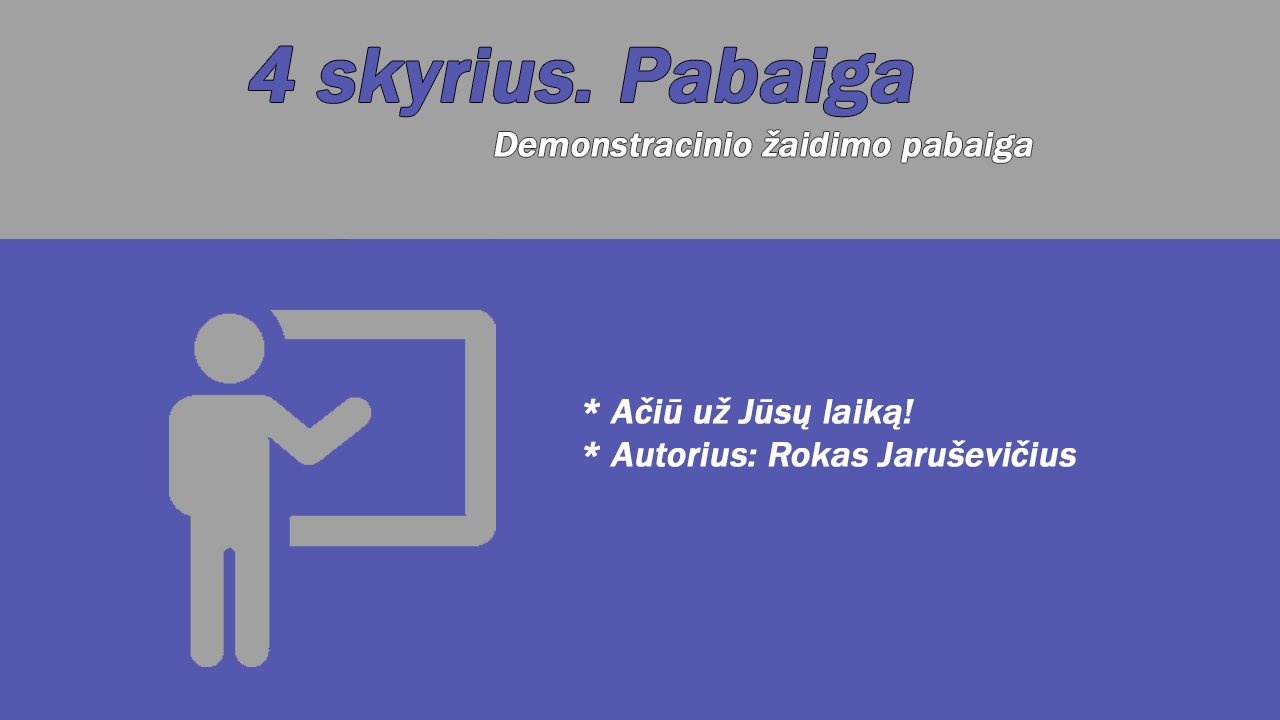 4 skyrius. Pabaiga
Demonstracinio žaidimo pabaiga
* Ačiū už Jūsų laiką!
* Autorius: Rokas Jaruševičius